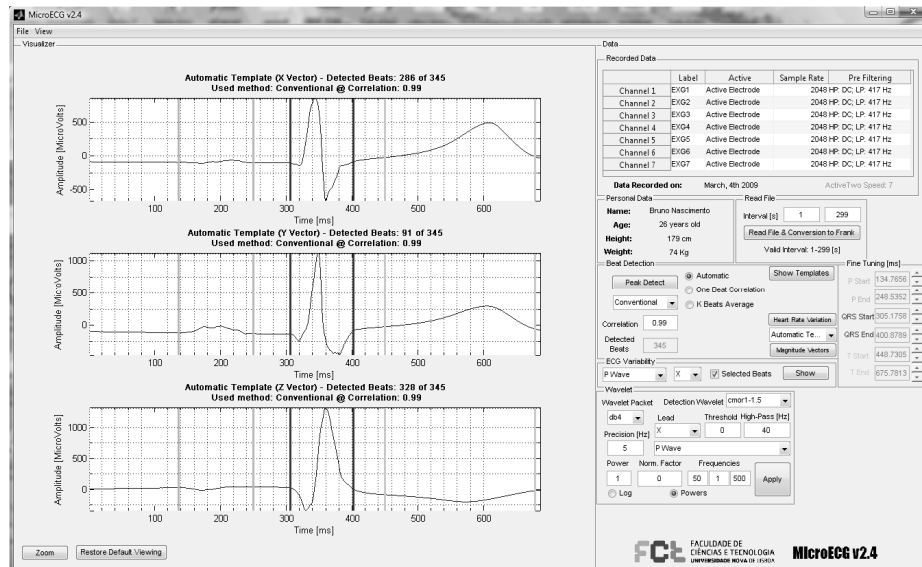 MicroECG v2.4
File View
Visualizer
Automatic Template (X Vector) - Detected Beats: 286 of 345
Used method: Conventional @ Correlation: 0.99
Amplitude [MicroVolts]
500
0
-500
100 200 300 400 500 600
Time [ms]
Automatic Template (Y Vector) - Detected Beats: 91 of 345
Used method: Conventional @ Correlation: 0.99
Amplitude [MicroVolts]
1000
500
0
100 200 300 400 500 600
Time [ms]
Automatic Template (Z Vector) - Detected Beats: 328 of 345
Used method: Conventional @ Correlation: 0.99
Amplitude [MicroVolts]
1000
500
0
100 200 300 400 500 600
Time [ms]
Zoom Restore Default Viewing
Data
Recorded Data
Label Active Sample Rate Pre Filtering
Channel 1 EXG1 Active Electrode 2048 HP: DC; LP: 417 Hz
Channel 2 EXG2 Active Electrode 2048 HP: DC; LP: 417 Hz
Channel 3 EXG3 Active Electrode 2048 HP: DC; LP: 417 Hz
Channel 4 EXG4 Active Electrode 2048 HP: DC; LP: 417 Hz
Channel 5 EXG5 Active Electrode 2048 HP: DC; LP: 417 Hz
Channel 6 EXG6 Active Electrode 2048 HP: DC; LP: 417 Hz
Channel 7 EXG7 Active Electrode 2048 HP: DC; LP: 417 Hz
Data Recorded on: March, 4th 2009 ActiveTwo Speed: 7
Personal Data
Name: Bruno Nascimento
Age: 26 years old
Height: 179 cm
Weight: 74 Kg
Read File
Interval [s] 1 299
Read File & Conversion to Frank
Valid Interval: 1-299 [s]
Beat Detection
Peak Detect
Automatic
One Beat Correlation
K Beats Average
Show Templates
Conventional
Correlation 0.99
Detected Beats 345
Heart Rate Variation
Automatic Te...
Magnitude Vectors
Fine Tuning [ms]
P Start 134.7656
P End 248.5352
QRS Start 305.1758
QRS End 400.8789
T Start 448.7305
T End 675.7813
ECG Variability
P Wave X Selected Beats Show
Wavelet
Wavelet Packet Detection Wavelet cmor1-1.5
db4 Lead Threshold High-Pass [Hz]
X 0 40
Precision [Hz]
5 P Wave
Power Norm. Factor Frequencies
1 0 50 1 500 Apply
Log Powers
FCt FACULDADE DE
CIÊNCIAS E TECNOLOGIA
UNIVERSIDADE NOVA DE LISBOA
MicroECG v2.4